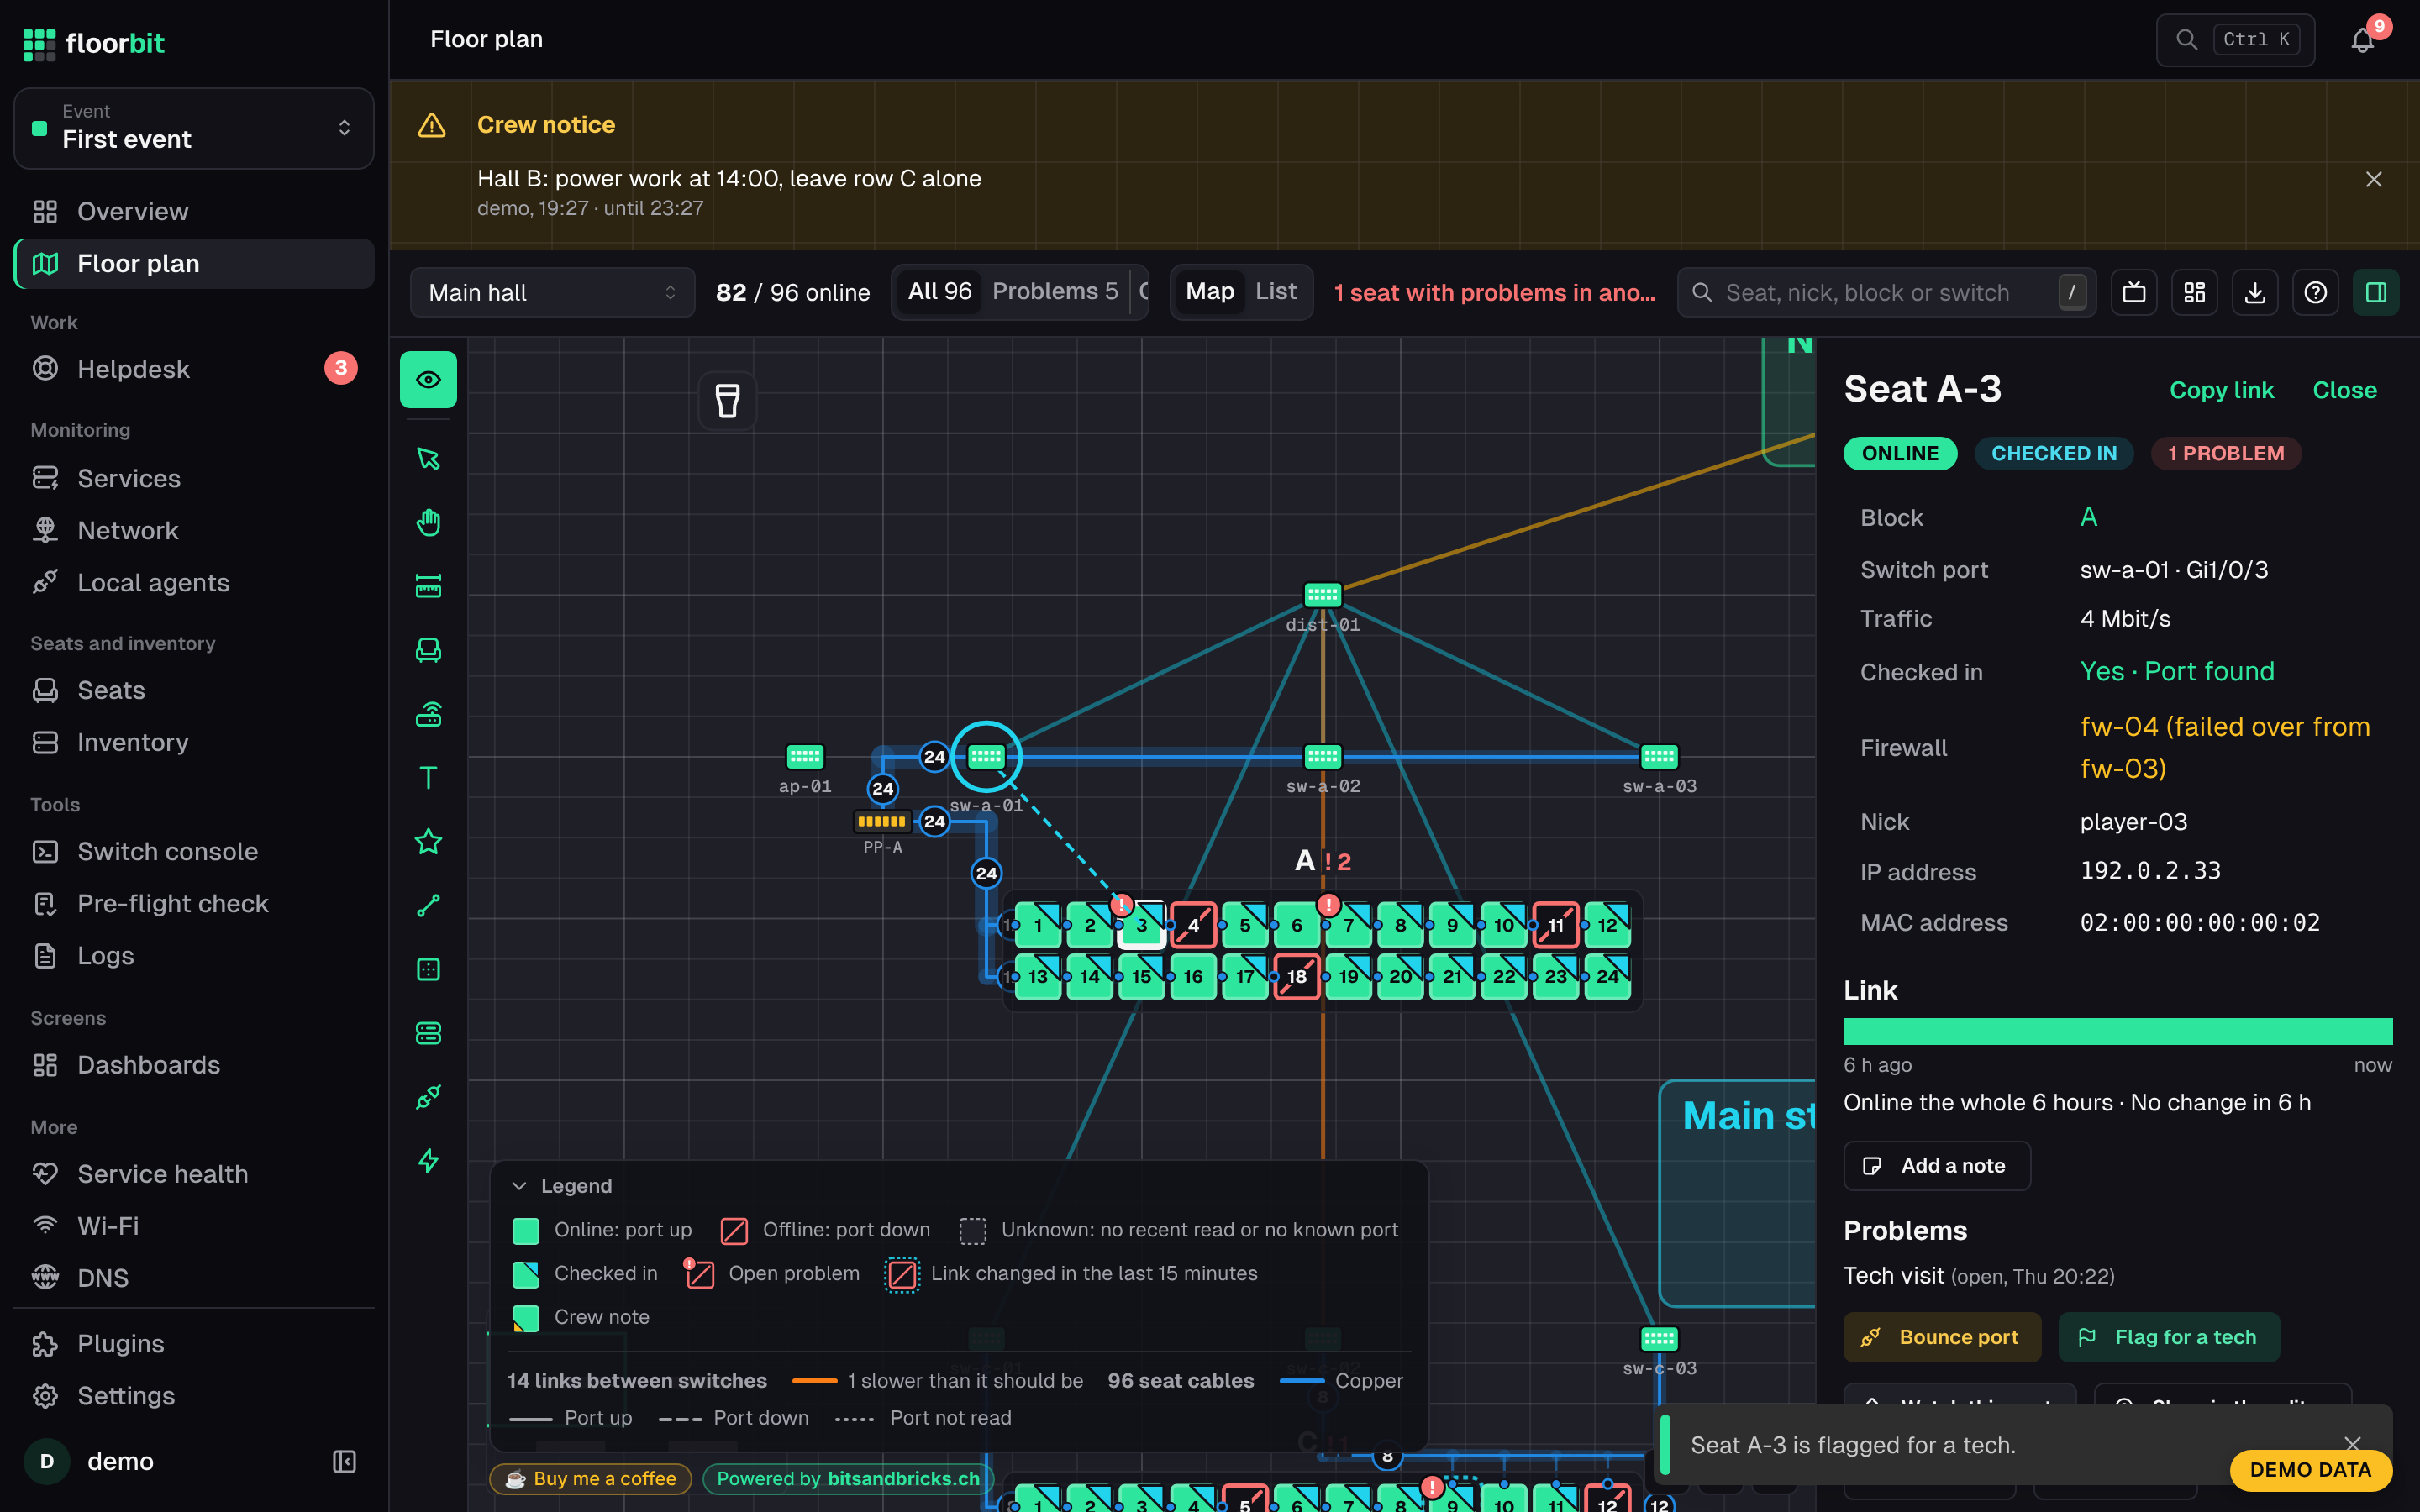 floorbit
Event
First event
Overview
Floor plan
Work
Helpdesk
3
Monitoring
Services
Network
Local agents
Seats and inventory
Seats
Inventory
Tools
Switch console
Pre-flight check
Logs
Screens
Dashboards
More
Service health
Wi-Fi
DNS
Plugins
Settings
D
demo
Floor plan
Ctrl K
9
Crew notice
Hall B: power work at 14:00, leave row C alone
demo, 19:27 · until 23:27
Main hall
82 / 96 online
All 96
Problems 5
Map
List
1 seat with problems in ano...
Seat, nick, block or switch
/
dist-01
ap-01
24
sw-a-01
sw-a-02
sw-a-03
24
24
PP-A
24
A !2
1 2 3 4 5 6 7 8 9 10 11 12
13 14 15 16 17 18 19 20 21 22 23 24
Main st
Legend
Online: port up
Offline: port down
Unknown: no recent read or no known port
Checked in
Open problem
Link changed in the last 15 minutes
Crew note
14 links between switches
1 slower than it should be
96 seat cables
Copper
Port up
Port down
Port not read
sw-c-03
8
☕ Buy me a coffee
Powered by bitsandbricks.ch
1 2 3 4 5 6 7 8 9 10 11 12
12
Seat A-3
Copy link
Close
ONLINE
CHECKED IN
1 PROBLEM
Block
A
Switch port
sw-a-01 · Gi1/0/3
Traffic
4 Mbit/s
Checked in
Yes · Port found
Firewall
fw-04 (failed over from
fw-03)
Nick
player-03
IP address
192.0.2.33
MAC address
02:00:00:00:00:02
Link
6 h ago
now
Online the whole 6 hours · No change in 6 h
Add a note
Problems
Tech visit (open, Thu 20:22)
Bounce port
Flag for a tech
Seat A-3 is flagged for a tech.
DEMO DATA